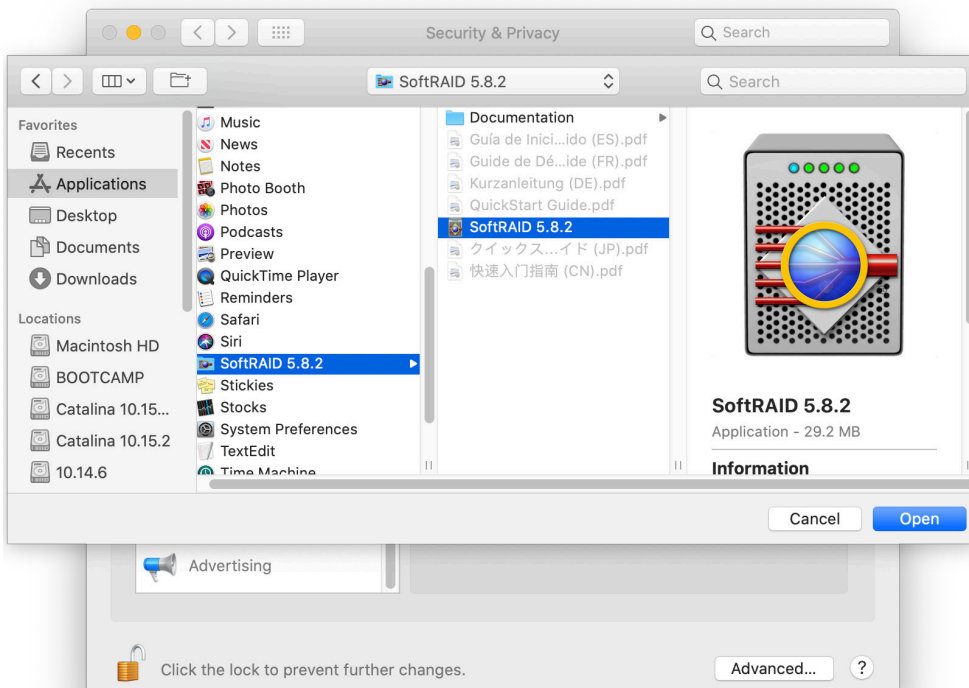 Security & Privacy
Search
SoftRAID 5.8.2
Search
Favorites
Recents
Applications
Desktop
Documents
Downloads
Locations
Macintosh HD
BOOTCAMP
Catalina 10.15...
Catalina 10.15.2
10.14.6
Music
News
Notes
Photo Booth
Photos
Podcasts
Preview
QuickTime Player
Reminders
Safari
Siri
SoftRAID 5.8.2
Stickies
Stocks
System Preferences
TextEdit
Time Machine
Documentation
Guía de Inici...ido (ES).pdf
Guide de Dé...ide (FR).pdf
Kurzanleitung (DE).pdf
QuickStart Guide.pdf
SoftRAID 5.8.2
クイックス...イド (JP).pdf
快速入门指南 (CN).pdf
SoftRAID 5.8.2
Application - 29.2 MB
Information
Cancel
Open
Advertising
Click the lock to prevent further changes.
Advanced...
?